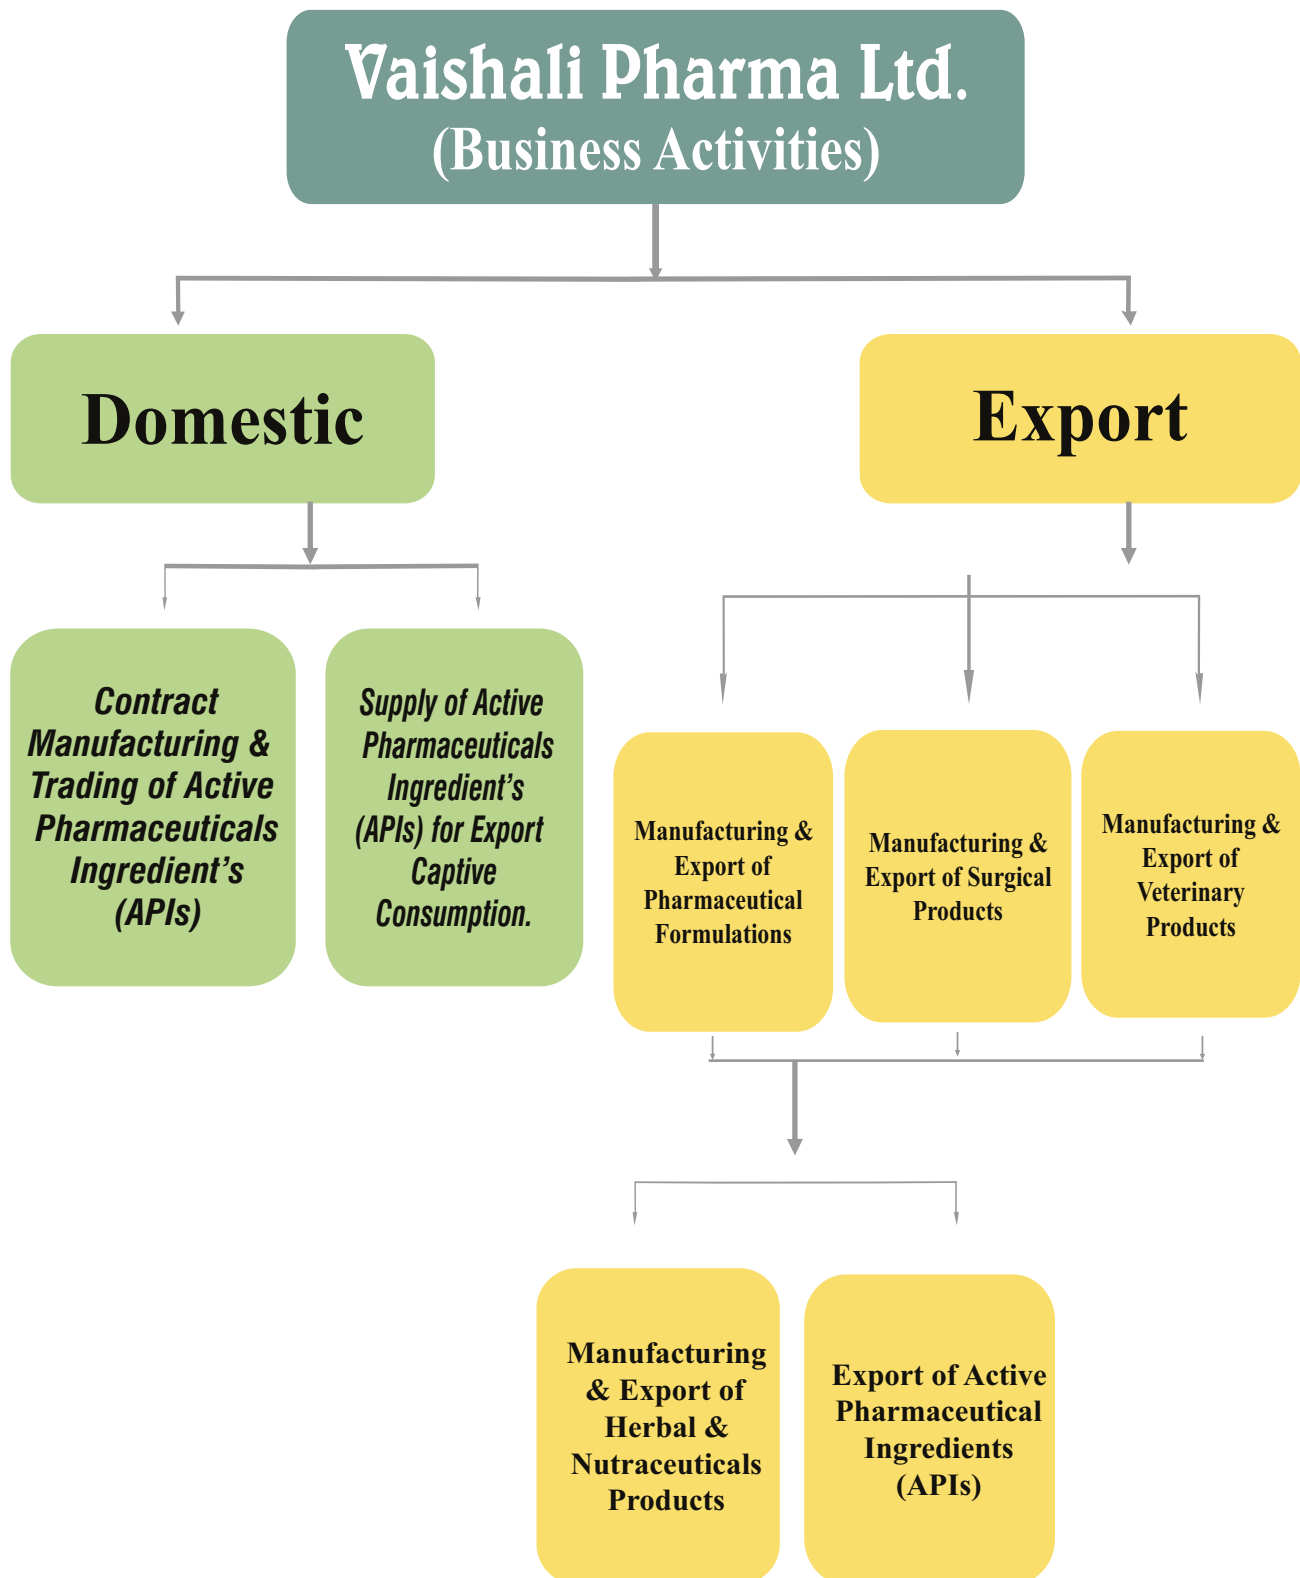 Vaishali Pharma Ltd.
(Business Activities)
Domestic
Export
Contract
Manufacturing &
Trading of Active
Pharmaceuticals
Ingredient’s
(APIs)
Supply of Active
Pharmaceuticals
Ingredient’s
(APIs) for Export
Captive
Consumption.
Manufacturing &
Export of
Pharmaceutical
Formulations
Manufacturing &
Export of Surgical
Products
Manufacturing &
Export of
Veterinary
Products
Manufacturing
& Export of
Herbal &
Nutraceuticals
Products
Export of Active
Pharmaceutical
Ingredients
(APIs)